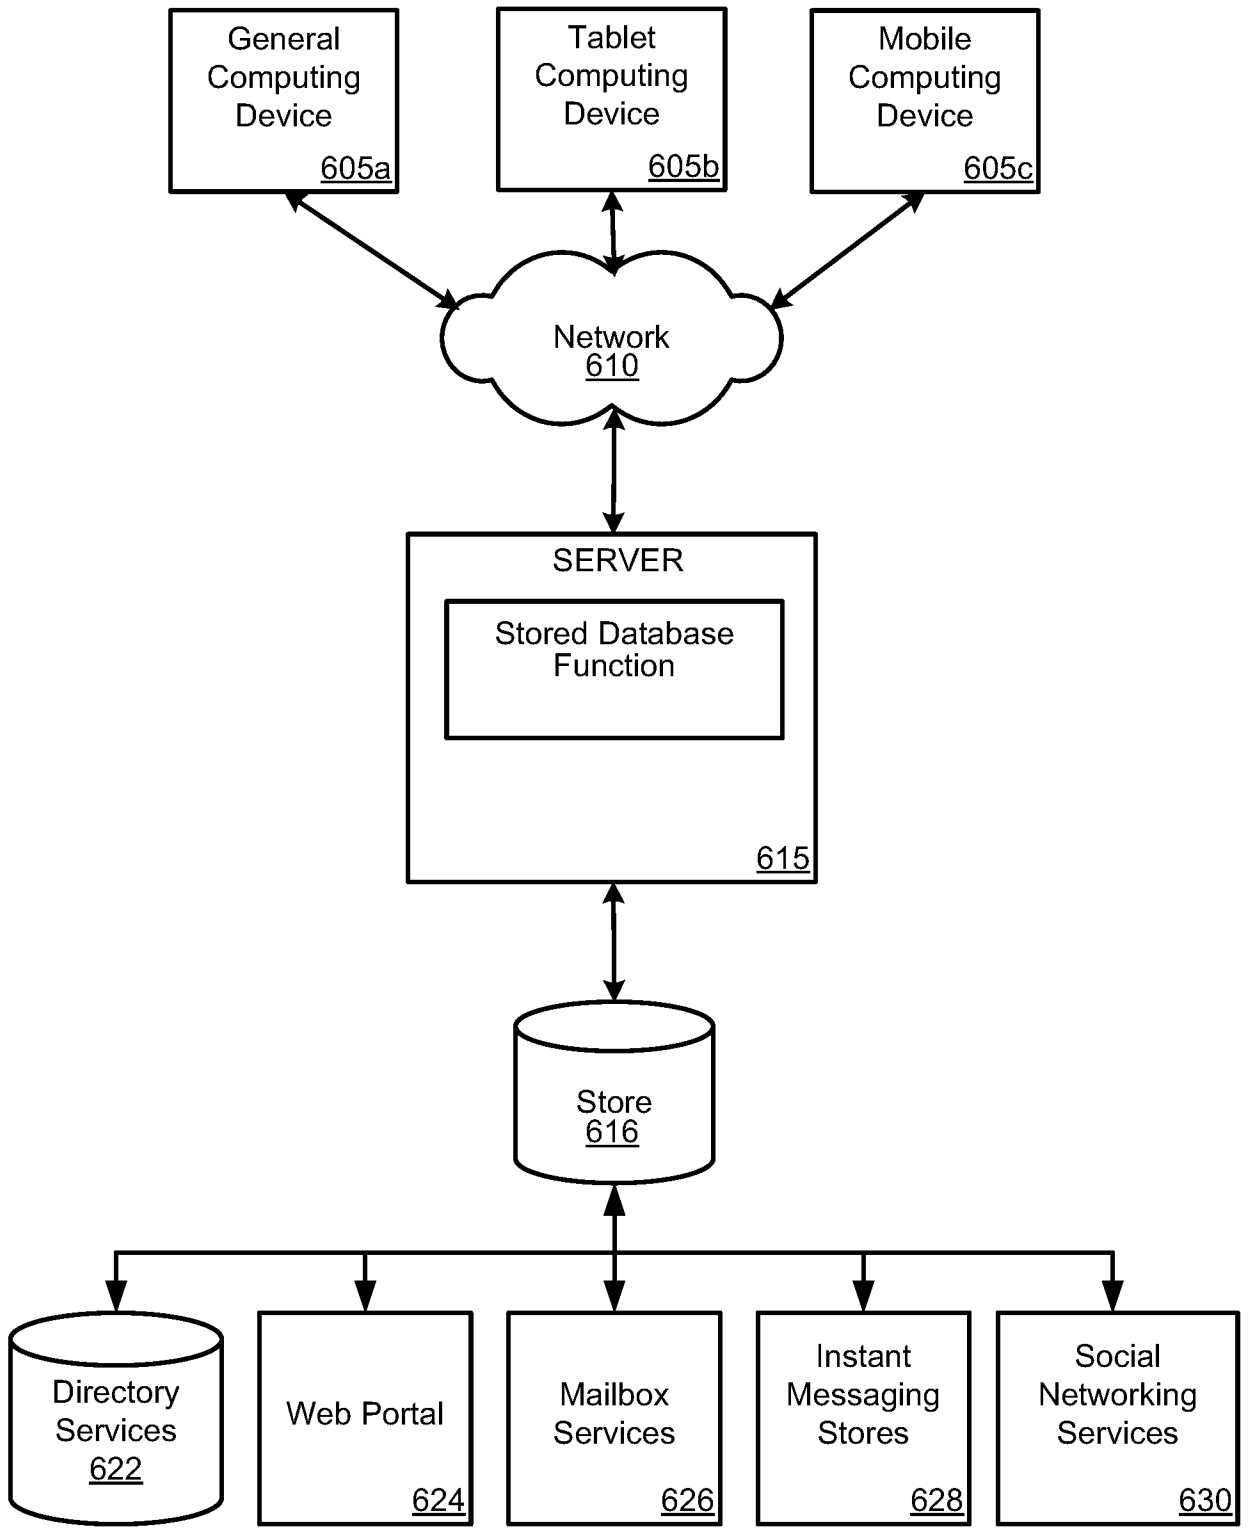 General
Computing
Device
605a
Tablet
Computing
Device
605b
Mobile
Computing
Device
605c
Network
610
SERVER
Stored Database
Function
615
Store
616
Directory
Services
622
Web Portal
624
Mailbox
Services
626
Instant
Messaging
Stores
628
Social
Networking
Services
630